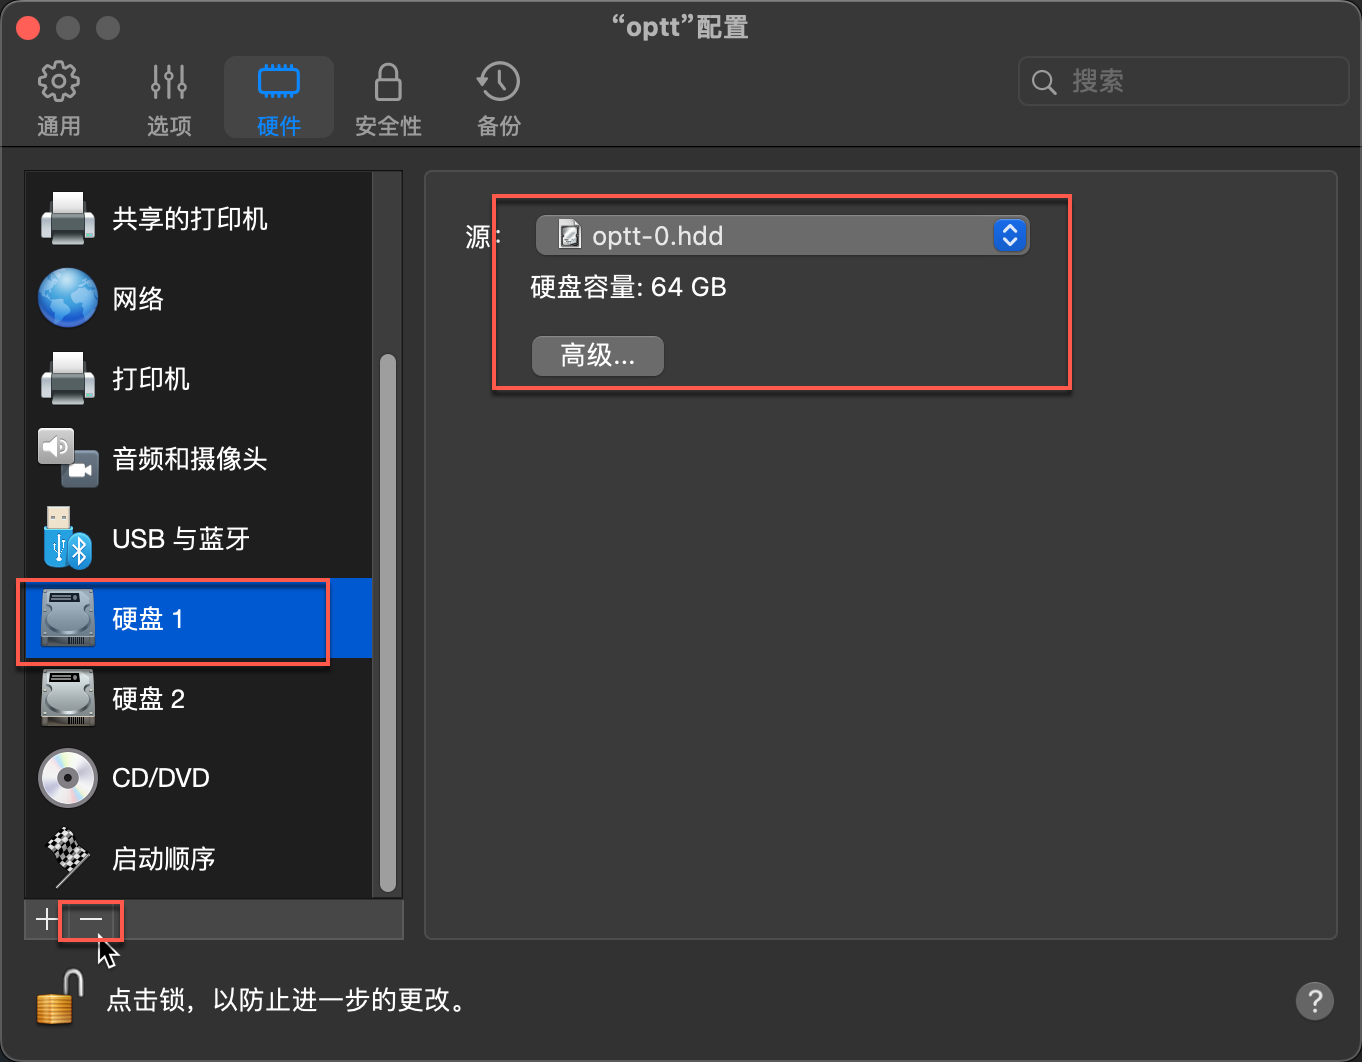 “optt”配置
通用
选项
硬件
安全性
备份
搜索
共享的打印机
网络
打印机
音频和摄像头
USB 与蓝牙
硬盘 1
硬盘 2
CD/DVD
启动顺序
源:
optt-0.hdd
硬盘容量: 64 GB
高级...
点击锁，以防止进一步的更改。
?